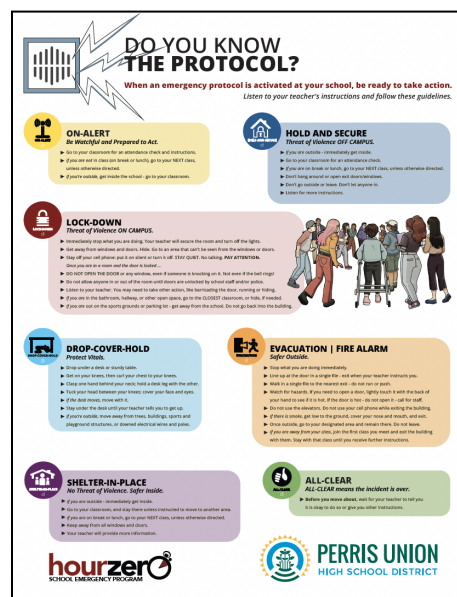 DO YOU KNOW
THE PROTOCOL?
When an emergency protocol is activated at your school, be ready to take action.
Listen to your teacher's instructions and follow these guidelines.
ON-ALERT
Be Watchful and Prepared to Act.
Go to your classroom for an attendance check and instructions.
If you are not in class (on break or lunch), go to your NEXT class,
unless otherwise directed.
If you're outside, get inside the school - go to your classroom.
HOLD AND SECURE
HOLD AND SECURE
Threat of Violence OFF CAMPUS.
If you are outside - immediately get inside.
Go to your classroom for an attendance check.
If you are on break or lunch, go to your NEXT class, unless otherwise directed.
Don't hang around or open exit doors/windows.
Don't go outside or leave. Don't let anyone in.
Listen for more instructions.
LOCKDOWN
LOCK-DOWN
Threat of Violence ON CAMPUS.
Immediately stop what you are doing. Your teacher will secure the room and turn off the lights.
Get away from windows and doors. Hide. Go to an area that can't be seen from the windows or doors.
Stay off your cell phone: put it on silent or turn it off. STAY QUIET. No talking. PAY ATTENTION.
Once you are in a room and the door is locked...
DO NOT OPEN THE DOOR or any window, even if someone is knocking on it. Not even if the bell rings!
Do not allow anyone in or out of the room until doors are unlocked by school staff/or police.
Listen to your teacher. You may need to take other action, like barricading the door, running or hiding.
If you are in the bathroom, hallway, or other open space, go to the CLOSEST classroom, or hide, if needed.
If you are out on the sports grounds or parking lot - get away from the school. Do not go back into the building.
DROP-COVER-HOLD
DROP-COVER-HOLD
Protect Vitals.
Drop under a desk or sturdy table.
Get on your knees, then curl your chest to your knees.
Clasp one hand behind your neck; hold a desk leg with the other.
Tuck your head between your knees; cover your face and eyes.
If the desk moves, move with it.
Stay under the desk until your teacher tells you to get up.
If you're outside, move away from trees, buildings, sports and
playground structures, or downed electrical wires and poles.
EVACUATION
EVACUATION | FIRE ALARM
Safer Outside.
Stop what you are doing immediately.
Line up at the door in a single file - exit when your teacher instructs you.
Walk in a single file to the nearest exit - do not run or push.
Watch for hazards. If you need to open a door, lightly touch it with the back of
your hand to see if it is hot. If the door is hot - do not open it - call for staff.
Do not use the elevators. Do not use your cell phone while exiting the building.
If there is smoke, get low to the ground, cover your nose and mouth, and exit.
Once outside, go to your designated area and remain there. Do not leave.
If you are away from your class, join the first class you meet and exit the building
with them. Stay with that class until you receive further instructions.
SHELTER-IN-PLACE
SHELTER-IN-PLACE
No Threat of Violence. Safer Inside.
If you are outside - immediately get inside.
Go to your classroom, and stay there unless instructed to move to another area.
If you are on break or lunch, go to your NEXT class, unless otherwise directed.
Keep away from all windows and doors.
Your teacher will provide more information.
ALL-CLEAR
ALL-CLEAR
ALL-CLEAR means the incident is over.
Before you move about, wait for your teacher to tell you
it is okay to do so or give you other instructions.
hourzero
SCHOOL EMERGENCY PROGRAM
PERRIS UNION
HIGH SCHOOL DISTRICT